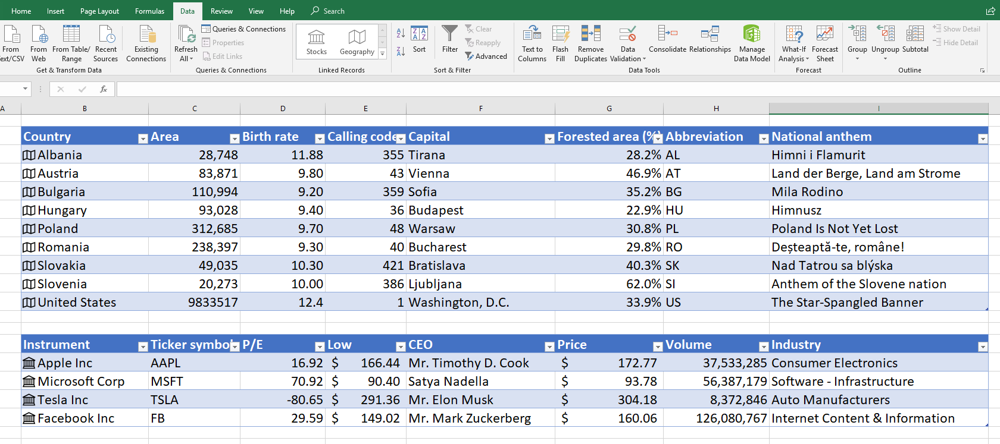 Home Insert Page Layout Formulas Data Review View Help Search
From Text/CSV From Web From Table/ Range Recent Sources Existing Connections Refresh All Queries & Connections Properties Edit Links Stocks Geography Sort Filter Clear Reapply Advanced Text to Columns Flash Fill Remove Duplicates Data Validation Consolidate Relationships Manage Data Model What-If Analysis Forecast Sheet Group Ungroup Subtotal Show Detail Hide Detail
Get & Transform Data Queries & Connections Linked Records Sort & Filter Data Tools Forecast Outline
fx
A B C D E F G H I
Country Area Birth rate Calling code Capital Forested area (% Abbreviation National anthem
Albania 28,748 11.88 355 Tirana 28.2% AL Himni i Flamurit
Austria 83,871 9.80 43 Vienna 46.9% AT Land der Berge, Land am Strome
Bulgaria 110,994 9.20 359 Sofia 35.2% BG Mila Rodino
Hungary 93,028 9.40 36 Budapest 22.9% HU Himnusz
Poland 312,685 9.70 48 Warsaw 30.8% PL Poland Is Not Yet Lost
Romania 238,397 9.30 40 Bucharest 29.8% RO Deșteaptă-te, române!
Slovakia 49,035 10.30 421 Bratislava 40.3% SK Nad Tatrou sa blýska
Slovenia 20,273 10.00 386 Ljubljana 62.0% SI Anthem of the Slovene nation
United States 9833517 12.4 1 Washington, D.C. 33.9% US The Star-Spangled Banner
Instrument Ticker symbol P/E Low CEO Price Volume Industry
Apple Inc AAPL 16.92 $ 166.44 Mr. Timothy D. Cook $ 172.77 37,533,285 Consumer Electronics
Microsoft Corp MSFT 70.92 $ 90.40 Satya Nadella $ 93.78 56,387,179 Software - Infrastructure
Tesla Inc TSLA -80.65 $ 291.36 Mr. Elon Musk $ 304.18 8,372,846 Auto Manufacturers
Facebook Inc FB 29.59 $ 149.02 Mr. Mark Zuckerberg $ 160.06 126,080,767 Internet Content & Information